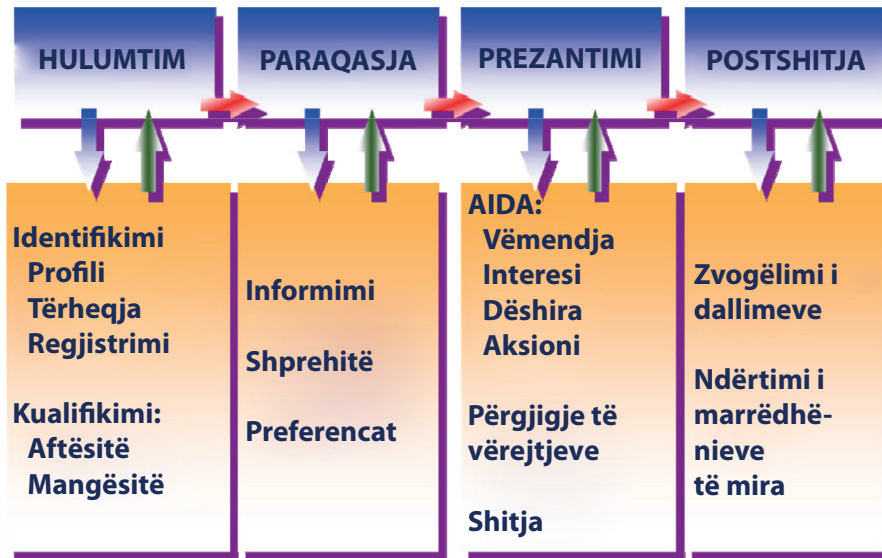 HULUMTIM
PARAQASJA
PREZANTIMI
POSTSHITJA
Identifikimi
Profili
Tërheqja
Regjistrimi
Kualifikimi:
Aftësitë
Mangësitë
Informimi
Shprehitë
Preferencat
AIDA:
Vëmendja
Interesi
Dëshira
Aksioni
Përgjigje të
vërejtjeve
Shitja
Zvogëlimi i
dallimeve
Ndërtimi i
marrëdhë-
nieve
të mira